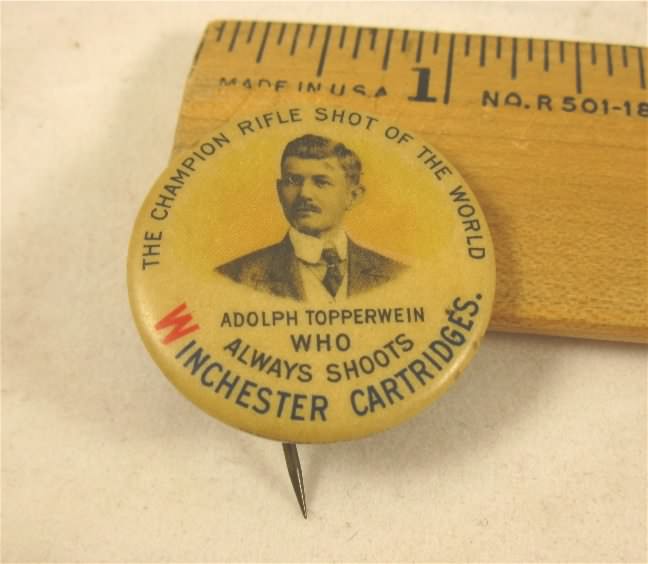 MADE IN U.S.A.
1
NO. R 501-18
THE CHAMPION RIFLE SHOT OF THE WORLD
ADOLPH TOPPERWEIN
WHO
ALWAYS SHOOTS
WINCHESTER CARTRIDGES.